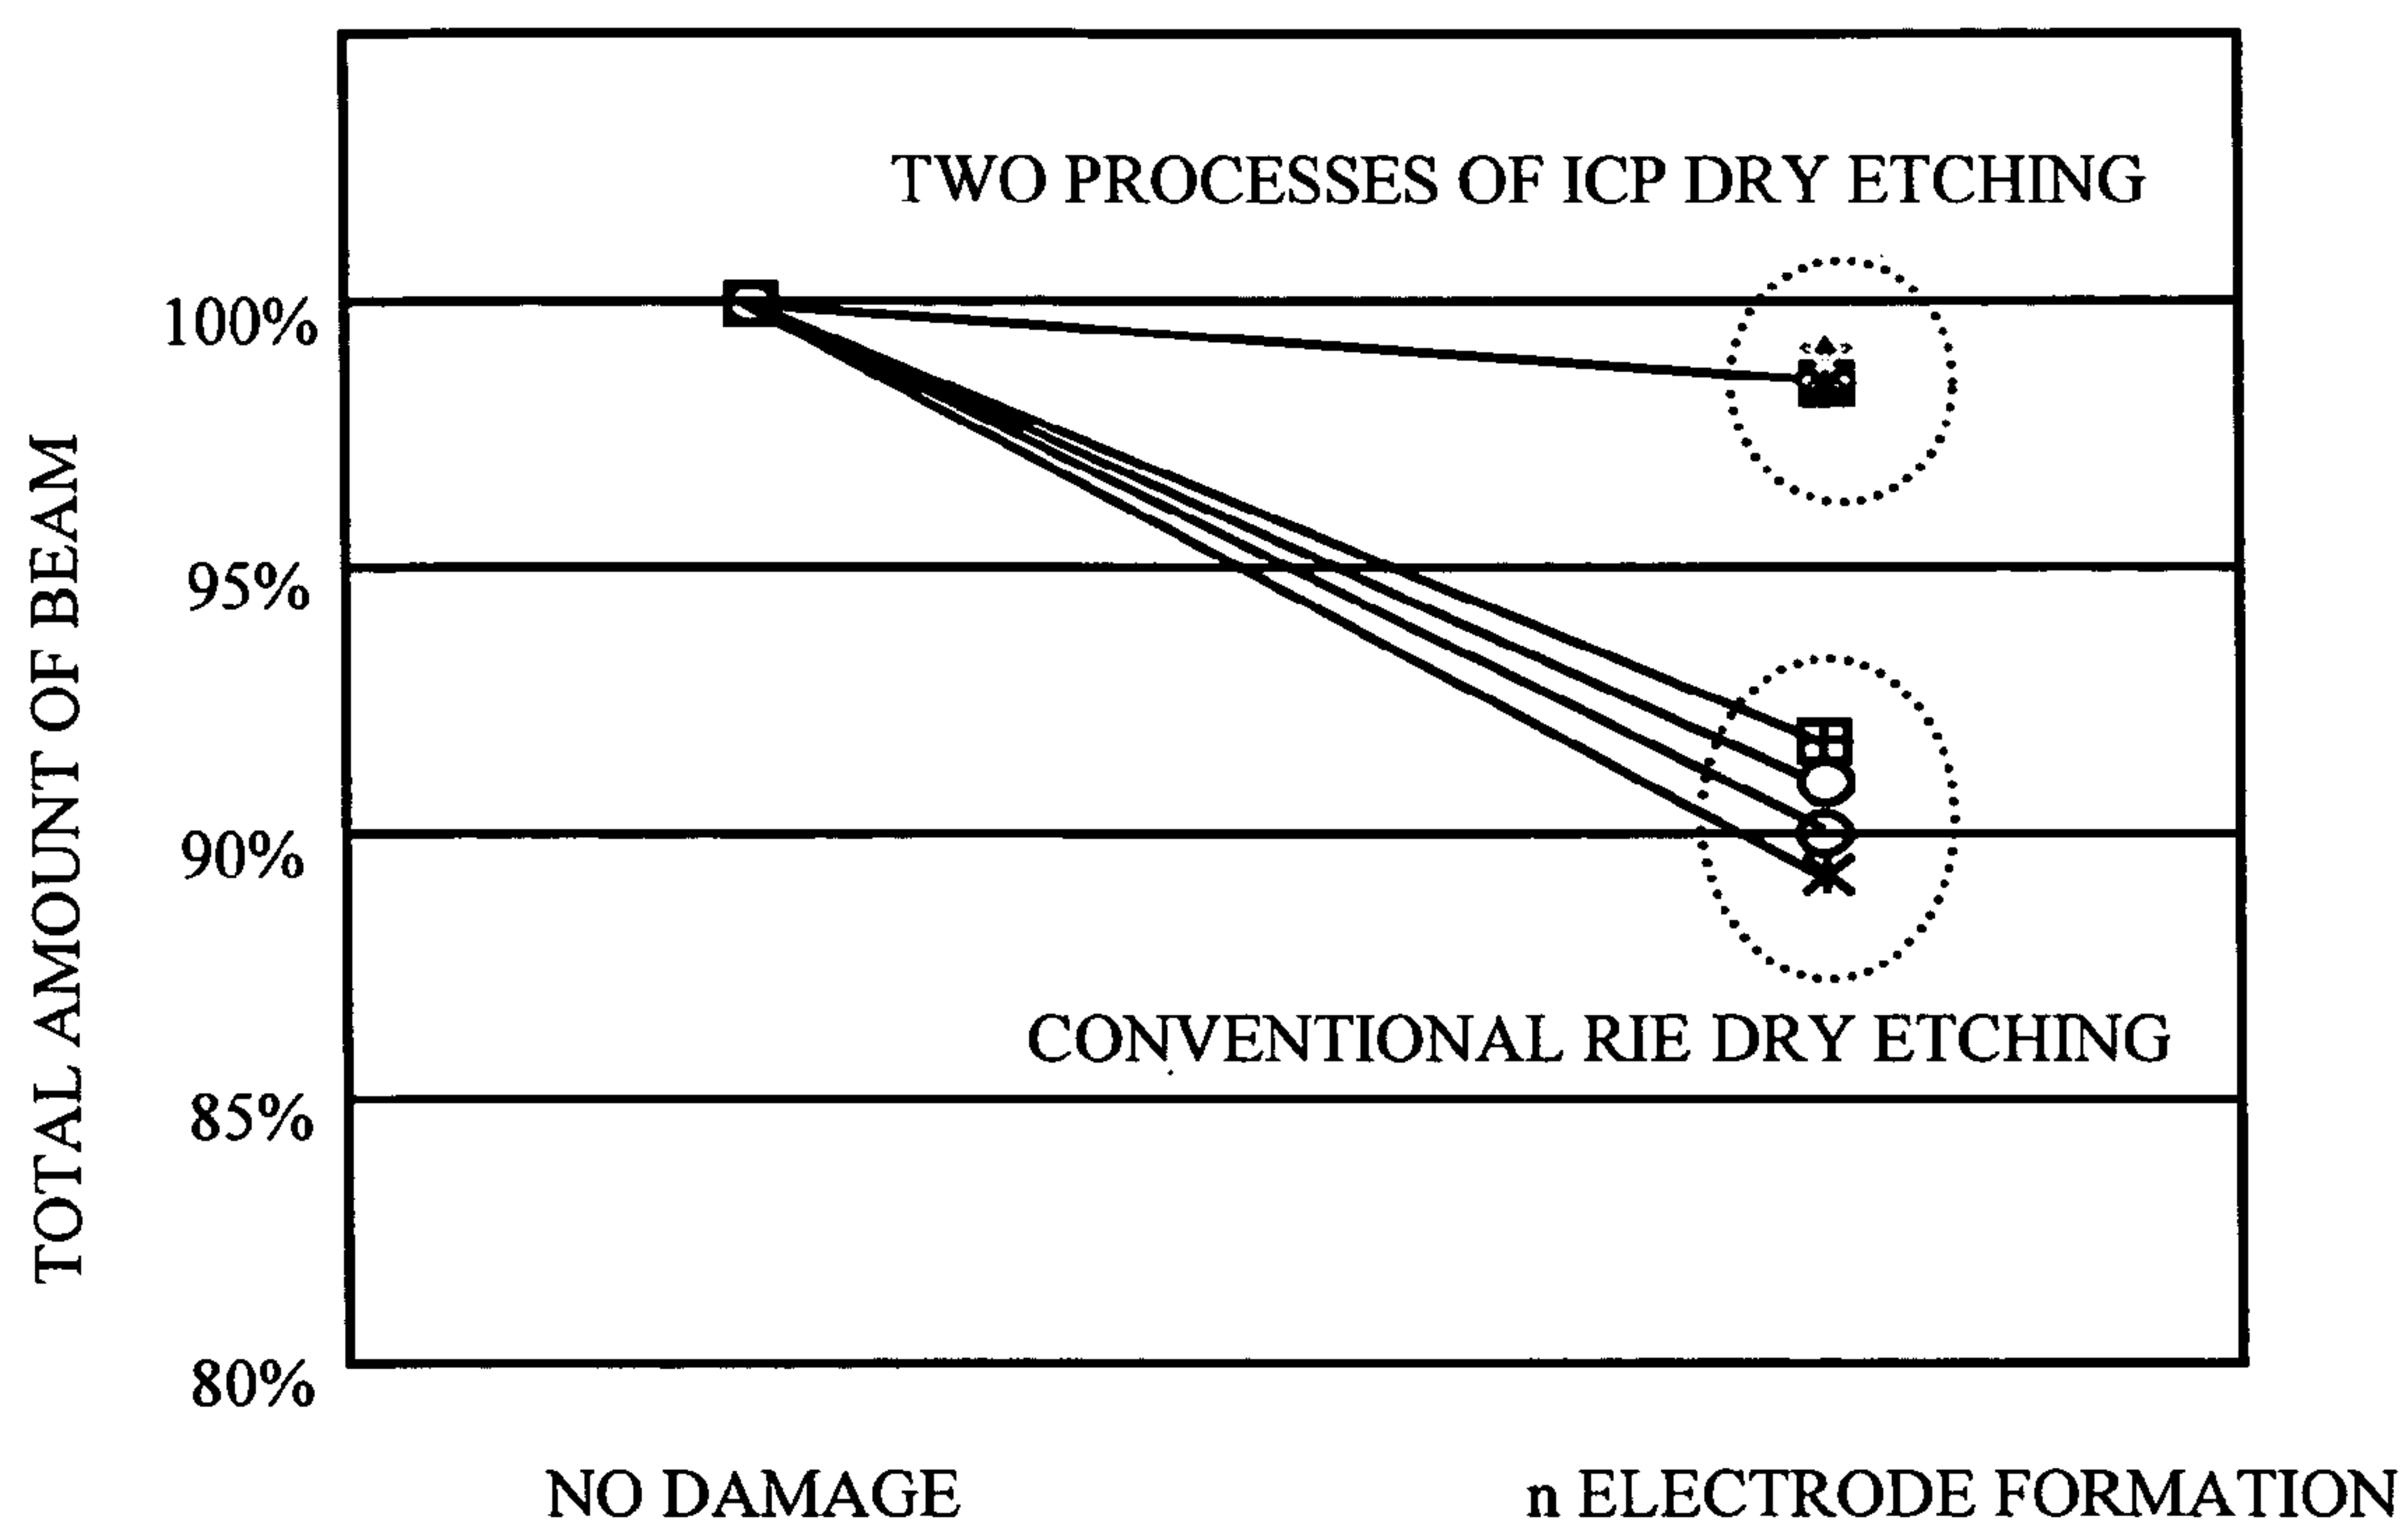 TWO PROCESSES OF ICP DRY ETCHING
100%
95%
90%
85%
80%
TOTAL AMOUNT OF BEAM
CONVENTIONAL RIE DRY ETCHING
NO DAMAGE
n ELECTRODE FORMATION